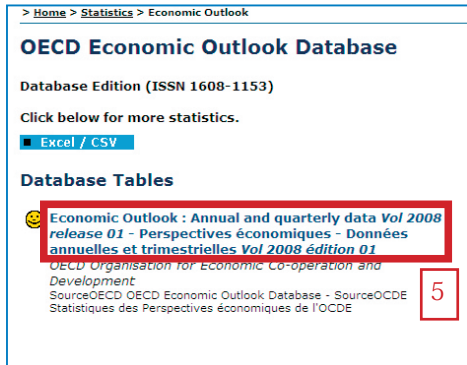 > Home > Statistics > Economic Outlook
OECD Economic Outlook Database
Database Edition (ISSN 1608-1153)
Click below for more statistics.
Excel / CSV
Database Tables
Economic Outlook : Annual and quarterly data Vol 2008
release 01 - Perspectives économiques - Données
annuelles et trimestrielles Vol 2008 édition 01
OECD Organisation for Economic Co-operation and
Development
SourceOECD OECD Economic Outlook Database - SourceOCDE
Statistiques des Perspectives économiques de l'OCDE
5